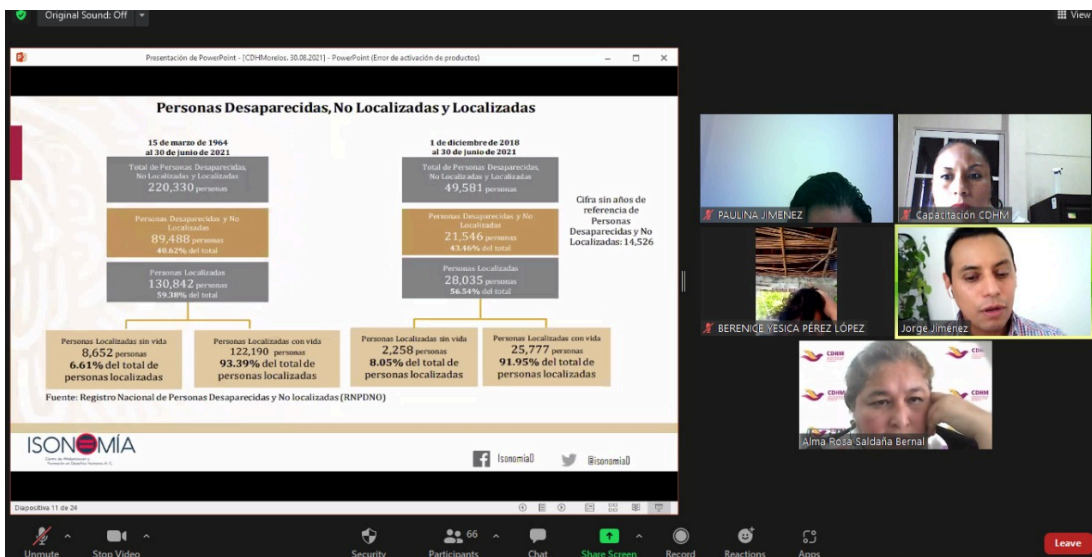 Original Sound: Off
View
Presentación de PowerPoint - [CDHMorelos. 30.08.2021] - PowerPoint (Error de activación de productos)
Personas Desaparecidas, No Localizadas y Localizadas
15 de marzo de 1964
al 30 de junio de 2021
Total de Personas Desaparecidas,
No Localizadas y Localizadas
220,330 personas
Personas Desaparecidas y No
Localizadas
89,488 personas
40.62% del total
Personas Localizadas
130,842 personas
59.38% del total
Personas Localizadas sin vida
8,652 personas
6.61% del total de
personas localizadas
Personas Localizadas con vida
122,190 personas
93.39% del total de
personas localizadas
1 de diciembre de 2018
al 30 de junio de 2021
Total de Personas Desaparecidas,
No Localizadas y Localizadas
49,581 personas
Personas Desaparecidas y No
Localizadas
21,546 personas
43.46% del total
Personas Localizadas
28,035 personas
56.54% del total
Personas Localizadas sin vida
2,258 personas
8.05% del total de
personas localizadas
Personas Localizadas con vida
25,777 personas
91.95% del total de
personas localizadas
Cifra sin años de
referencia de
Personas
Desaparecidas y No
Localizadas: 14,526
Fuente: Registro Nacional de Personas Desaparecidas y No localizadas (RNPDNO)
ISONOMÍA
Isonomia0
@isonomia0
Diapositiva 11 de 24
PAULINA JIMENEZ
Capacitación CDHM
BERENICE YESICA PÉREZ LÓPEZ
Jorge Jiménez
CDHM
Alma Rosa Saldaña Bernal
Unmute
Stop Video
Security
66
Participants
Chat
Share Screen
Record
Reactions
Apps
Leave